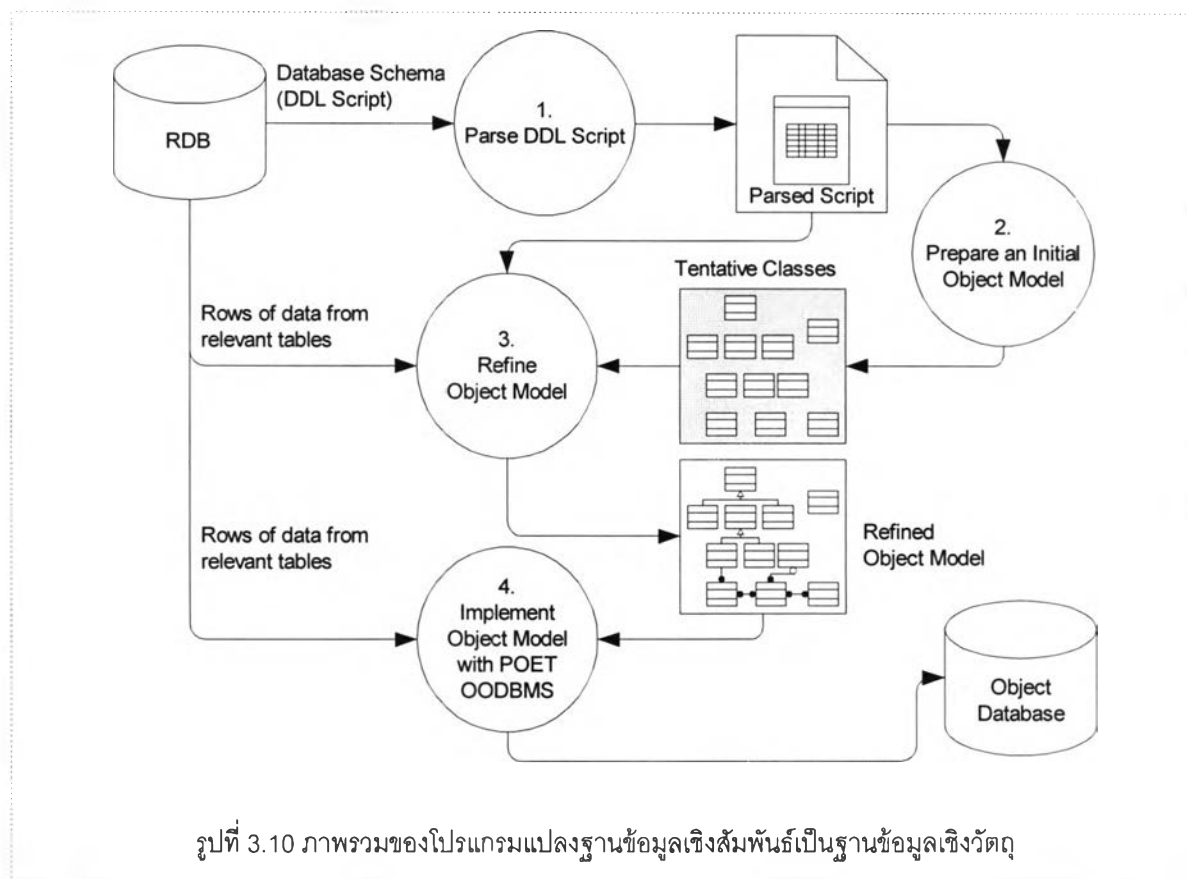 Database Schema
(DDL Script)
RDB
1.
Parse DDL Script
Parsed Script
2.
Prepare an Initial
Object Model
Tentative Classes
Rows of data from
relevant tables
3.
Refine
Object Model
Refined
Object Model
Rows of data from
relevant tables
4.
Implement
Object Model
with POET
OODBMS
Object
Database
รูปที่ 3.10 ภาพรวมของโปรแกรมแปลงฐานข้อมูลเชิงสัมพันธ์เป็นฐานข้อมูลเชิงวัตถุ